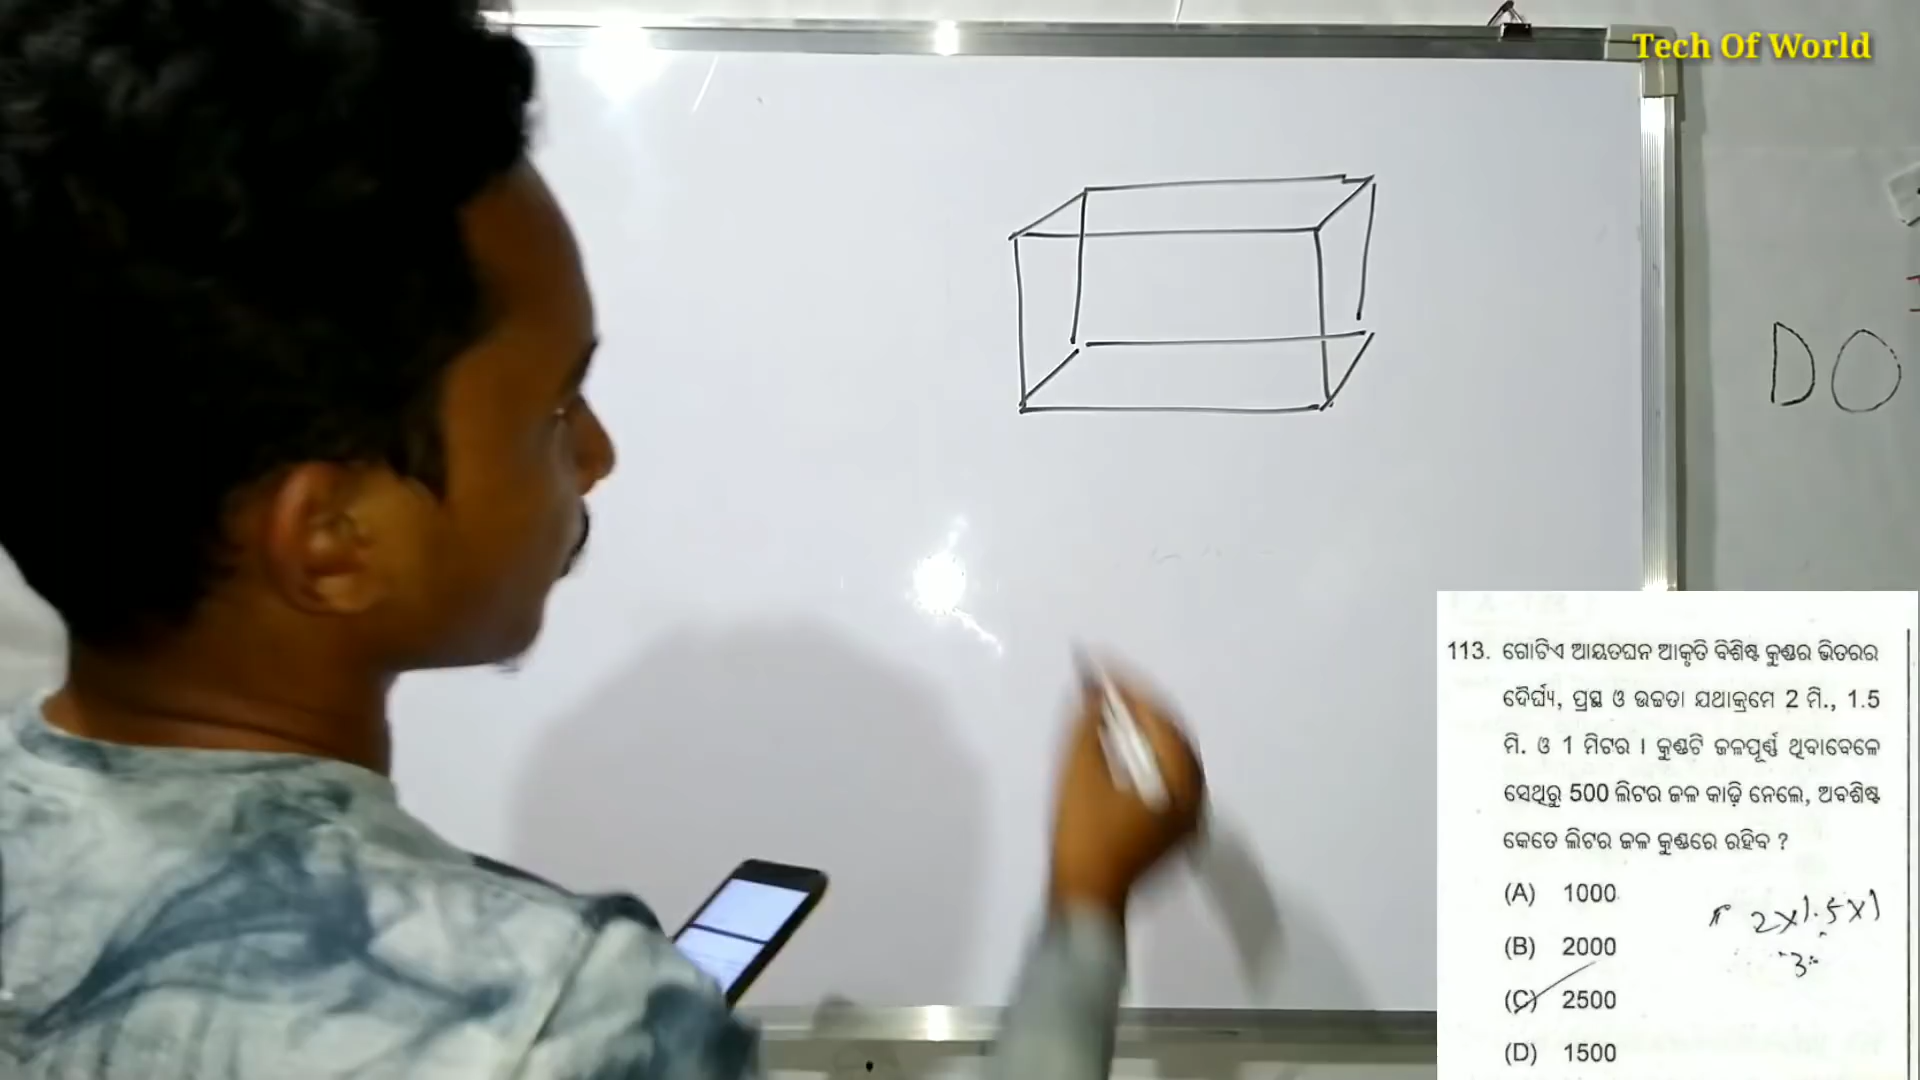 Tech Of World
DO
113. ଗୋଟିଏ ଆୟତଘନ ଆକୃତି ବିଶିଷ୍ଟ କୁଣ୍ଡର ଭିତରର
ଦୈର୍ଘ୍ୟ, ପ୍ରସ୍ଥ ଓ ଉଚ୍ଚତା ଯଥାକ୍ରମେ 2 ମି., 1.5
ମି. ଓ 1 ମିଟର । କୁଣ୍ଡଟି ଜଳପୂର୍ଣ୍ଣ ଥିବାବେଳେ
ସେଥିରୁ 500 ଲିଟର ଜଳ କାଢ଼ି ନେଲେ, ଅବଶିଷ୍ଟ
କେତେ ଲିଟର ଜଳ କୁଣ୍ଡରେ ରହିବ ?
(A) 1000
(B) 2000
(C) 2500
(D) 1500
2x1.5x1
3